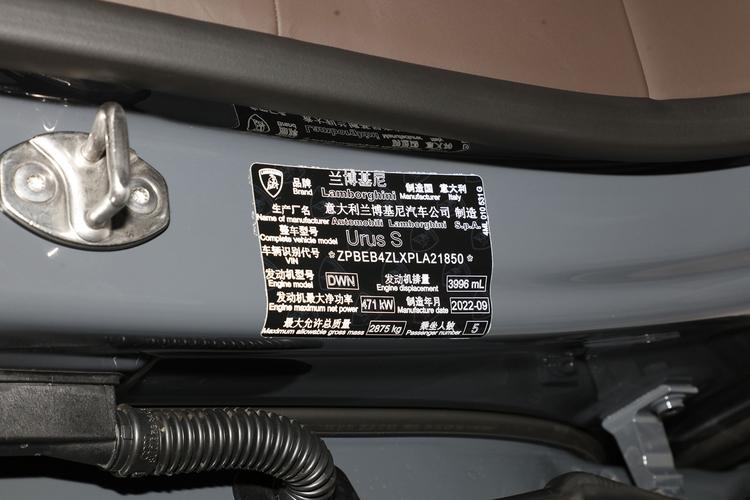 品牌 兰博基尼 制造国 意大利
Brand Lamborghini Manufacturer Italy
生产厂名 意大利兰博基尼汽车公司 制造
Name of manufacturer Automobili Lamborghini S.p.A.
整车型号 Urus S
Complete vehicle model
车辆识别代号 ZPBEB4ZLXPLA21850
VIN
发动机型号 DWN 发动机排量 3996 mL
Engine model Engine displacement
发动机最大净功率 471 kW 制造年月 2022-09
Engine maximum net power Manufacture date
最大允许总质量 2875 kg 乘坐人数 5
Maximum allowable gross mass Passenger number
4ML 010 531 G